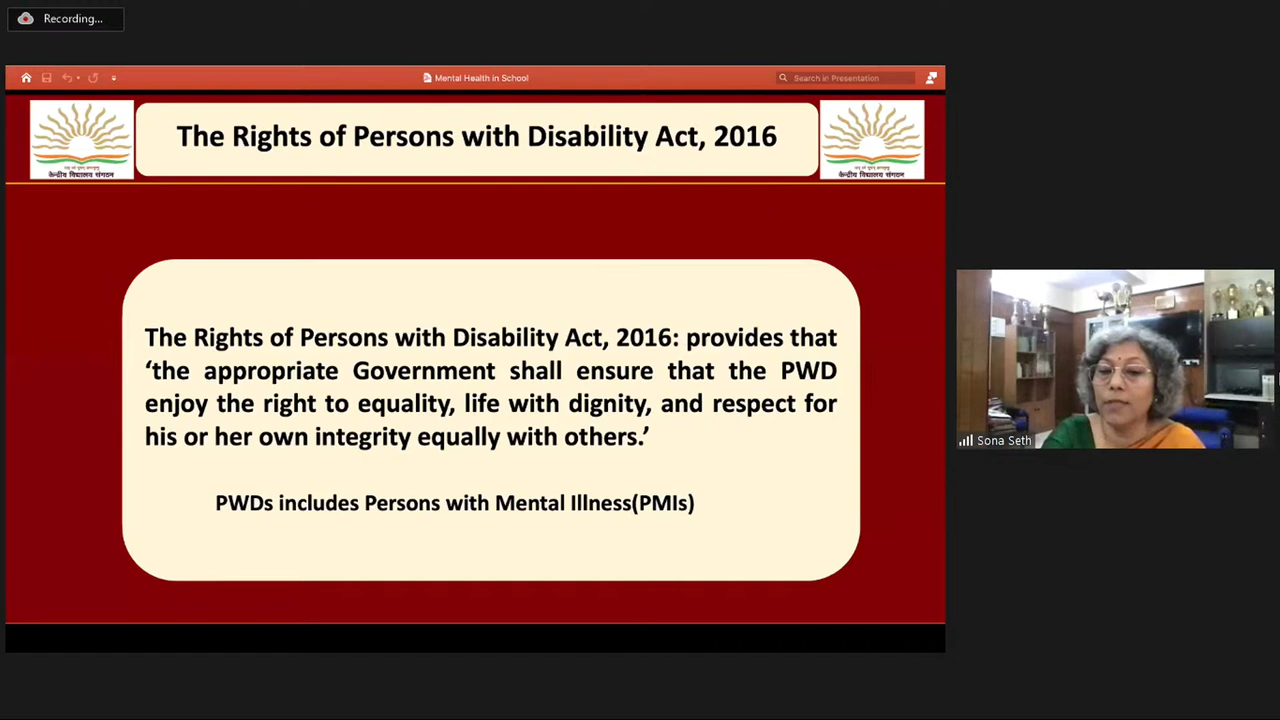 Recording...
Mental Health in School
Search in Presentation
The Rights of Persons with Disability Act, 2016
केन्द्रीय विद्यालय संगठन
केन्द्रीय विद्यालय संगठन
The Rights of Persons with Disability Act, 2016: provides that
‘the appropriate Government shall ensure that the PWD
enjoy the right to equality, life with dignity, and respect for
his or her own integrity equally with others.’
PWDs includes Persons with Mental Illness(PMIs)
Sona Seth